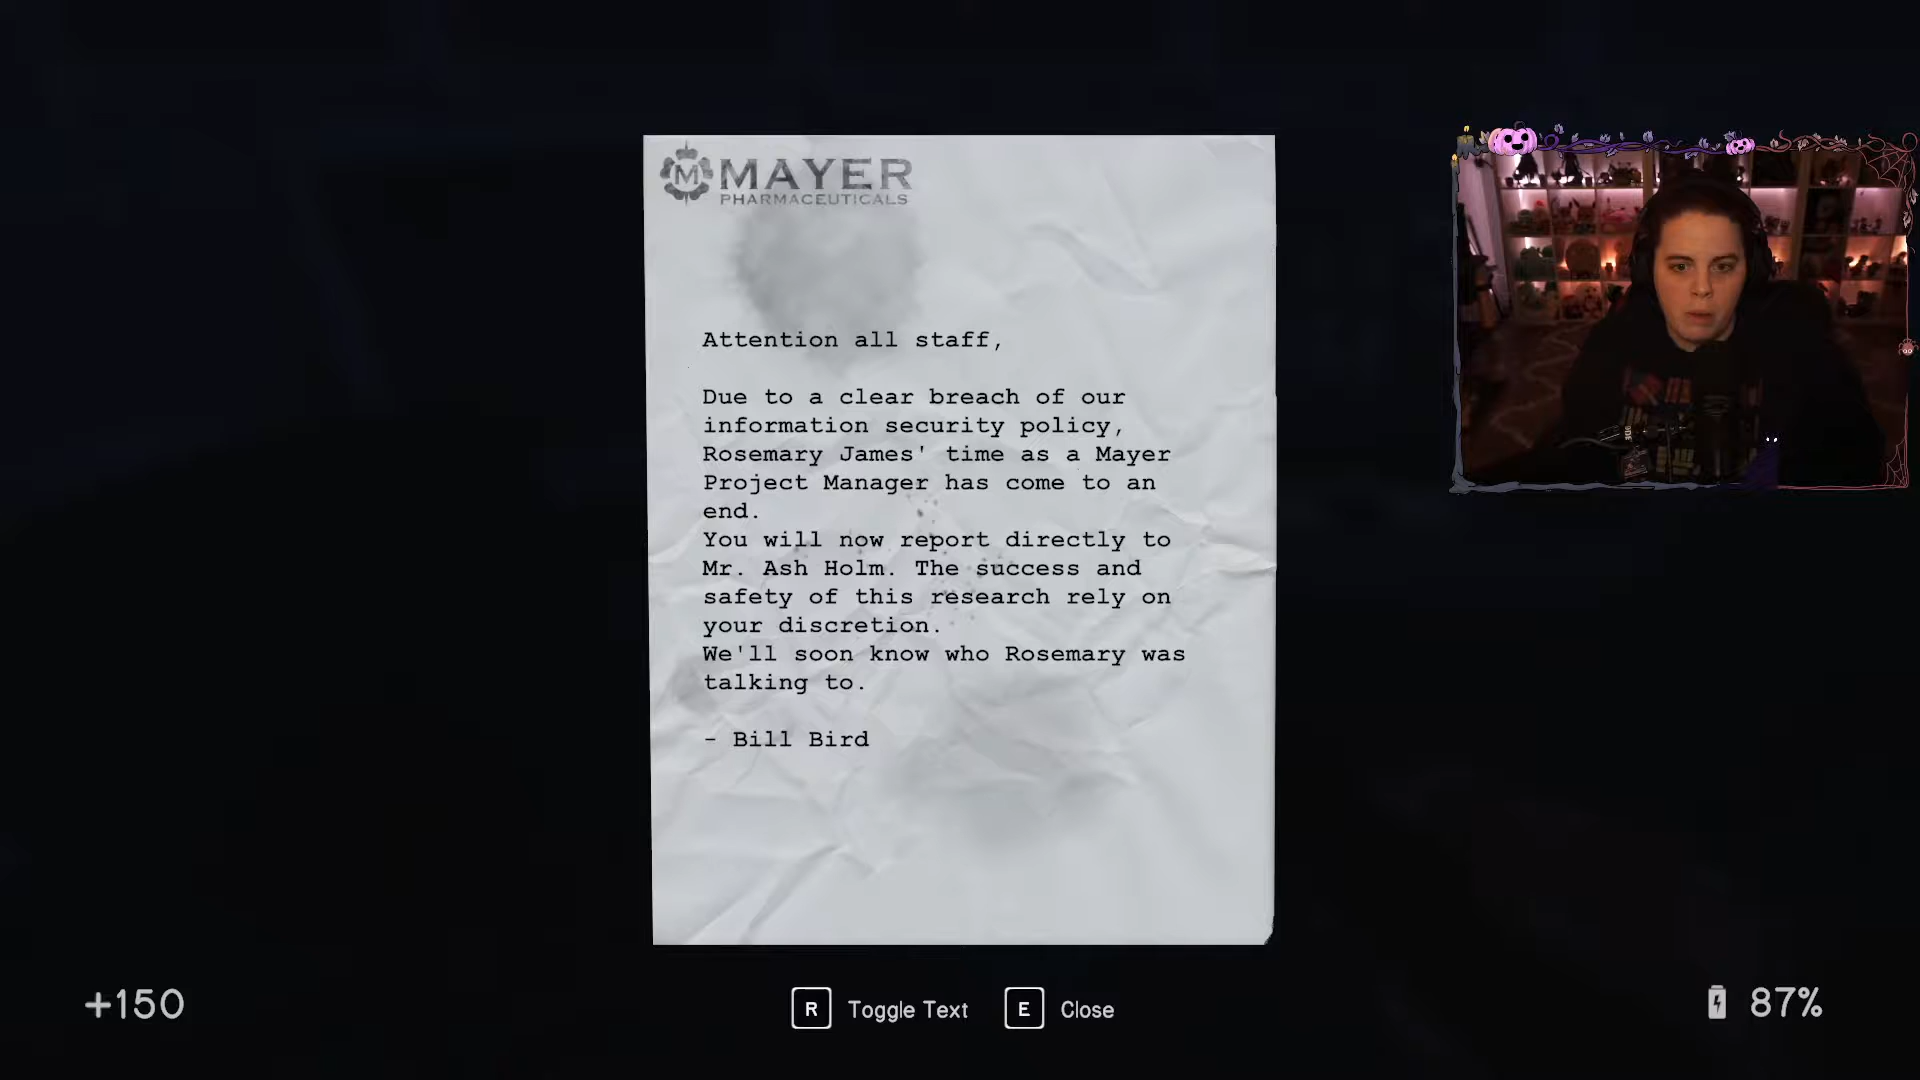 M MAYER
PHARMACEUTICALS
Attention all staff,
Due to a clear breach of our
information security policy,
Rosemary James' time as a Mayer
Project Manager has come to an
end.
You will now report directly to
Mr. Ash Holm. The success and
safety of this research rely on
your discretion.
We'll soon know who Rosemary was
talking to.
- Bill Bird
+150
R Toggle Text E Close
87%